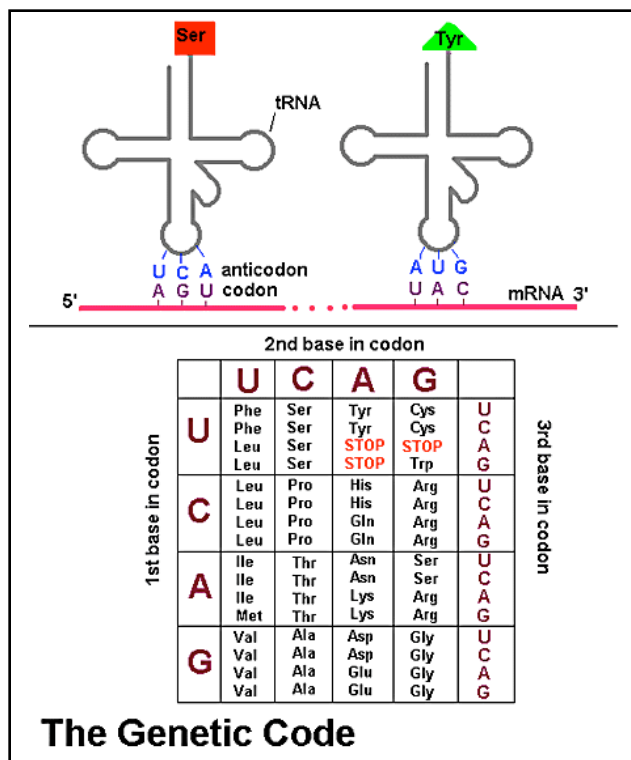 Ser Tyr
tRNA
U C A anticodon A U G
A G U codon U A C
5' mRNA 3'
2nd base in codon
U C A G
1st base in codon
3rd base in codon
U
Phe Ser Tyr Cys U
Phe Ser Tyr Cys C
Leu Ser STOP STOP A
Leu Ser STOP Trp G
C
Leu Pro His Arg U
Leu Pro His Arg C
Leu Pro Gln Arg A
Leu Pro Gln Arg G
A
Ile Thr Asn Ser U
Ile Thr Asn Ser C
Ile Thr Lys Arg A
Met Thr Lys Arg G
G
Val Ala Asp Gly U
Val Ala Asp Gly C
Val Ala Glu Gly A
Val Ala Glu Gly G
The Genetic Code